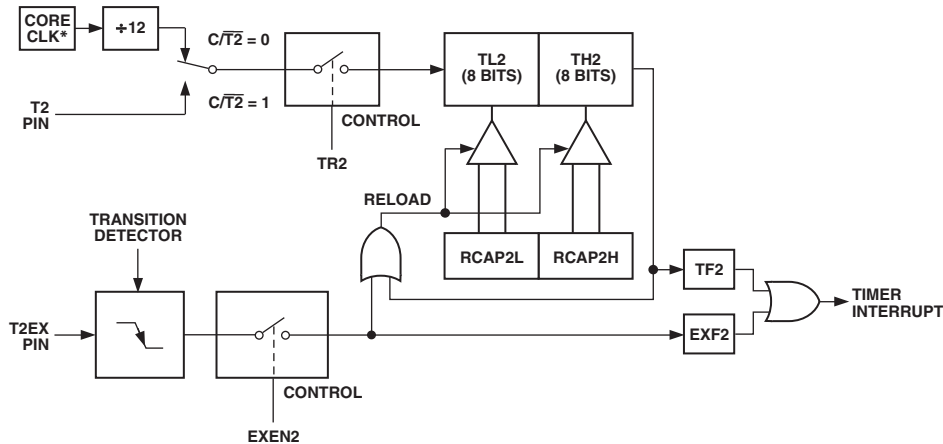 CORE
CLK*
÷12
C/T2̅ = 0
C/T2̅ = 1
T2
PIN
CONTROL
TR2
TL2
(8 BITS)
TH2
(8 BITS)
RELOAD
TRANSITION
DETECTOR
RCAP2L
RCAP2H
T2EX
PIN
CONTROL
EXEN2
TF2
EXF2
TIMER
INTERRUPT